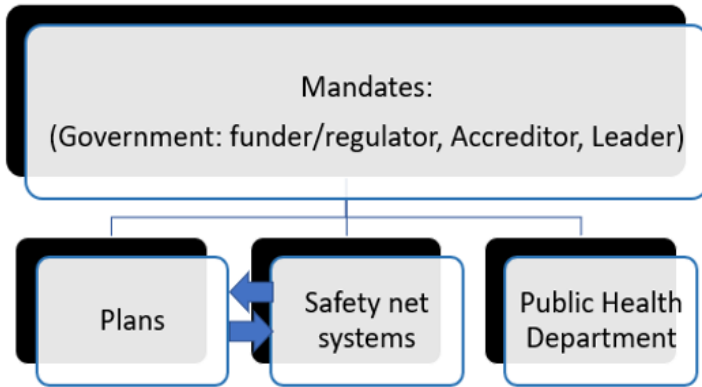 Mandates:
(Government: funder/regulator, Accreditor, Leader)
Plans
Safety net
systems
Public Health
Department